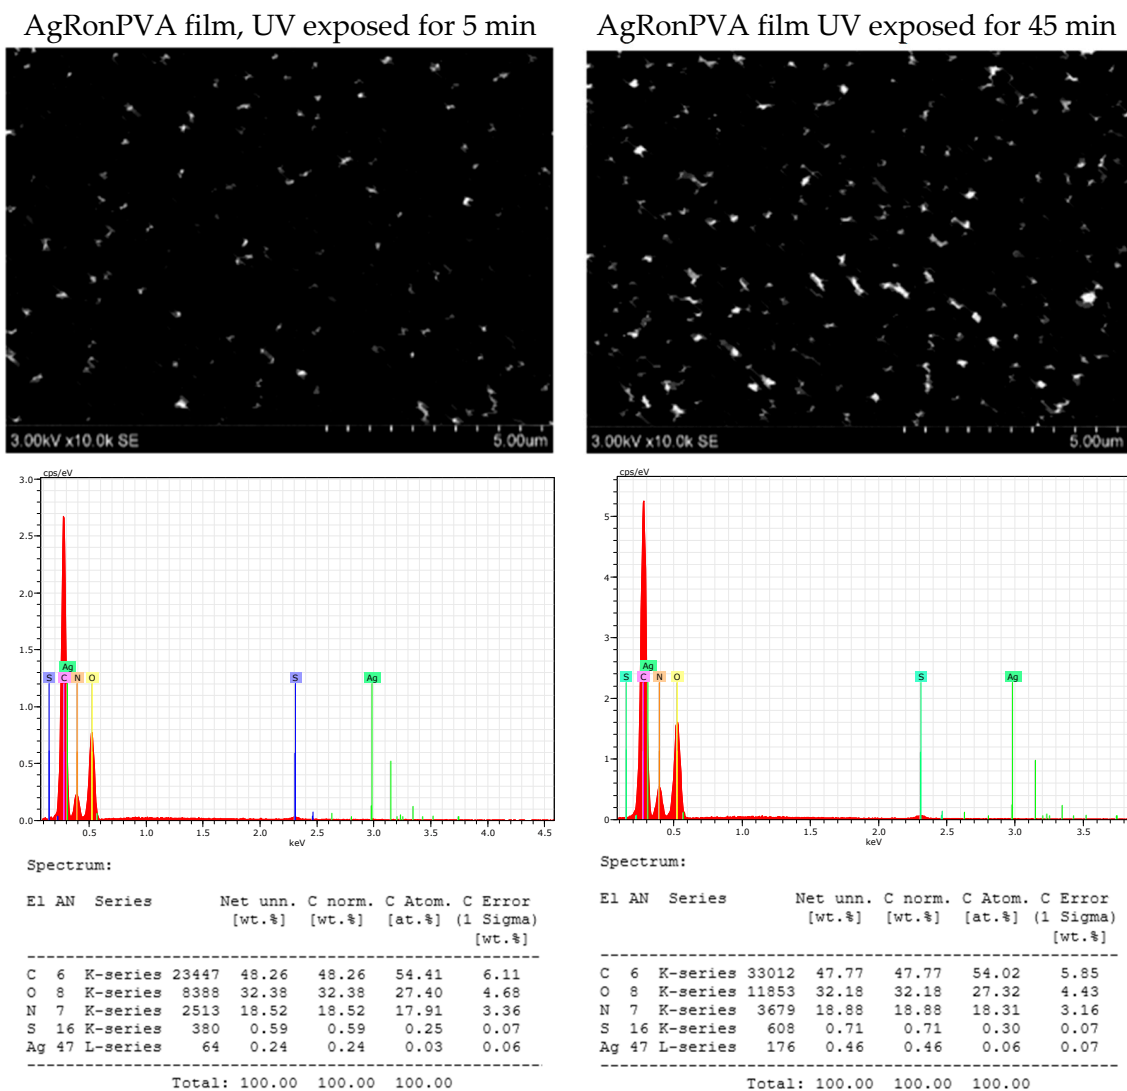 AgRonPVA film, UV exposed for 5 min
AgRonPVA film UV exposed for 45 min
3.00kV x10.0k SE 5.00um
3.00kV x10.0k SE 5.00um
cps/eV
3.0
2.5
2.0
1.5
1.0
0.5
0.0
S Ag C N O S Ag
0.5 1.0 1.5 2.0 2.5 3.0 3.5 4.0 4.5
keV
cps/eV
5
4
3
2
1
0
S Ag C N O S Ag
0.5 1.0 1.5 2.0 2.5 3.0 3.5
keV
Spectrum:
El AN Series Net unn. C norm. C Atom. C Error
[wt.%] [wt.%] [at.%] (1 Sigma)
[wt.%]
C 6 K-series 23447 48.26 48.26 54.41 6.11
O 8 K-series 8388 32.38 32.38 27.40 4.68
N 7 K-series 2513 18.52 18.52 17.91 3.36
S 16 K-series 380 0.59 0.59 0.25 0.07
Ag 47 L-series 64 0.24 0.24 0.03 0.06
Total: 100.00 100.00 100.00
Spectrum:
El AN Series Net unn. C norm. C Atom. C Error
[wt.%] [wt.%] [at.%] (1 Sigma)
[wt.%]
C 6 K-series 33012 47.77 47.77 54.02 5.85
O 8 K-series 11853 32.18 32.18 27.32 4.43
N 7 K-series 3679 18.88 18.88 18.30 3.16
S 16 K-series 608 0.71 0.71 0.30 0.07
Ag 47 L-series 176 0.46 0.46 0.06 0.07
Total: 100.00 100.00 100.00